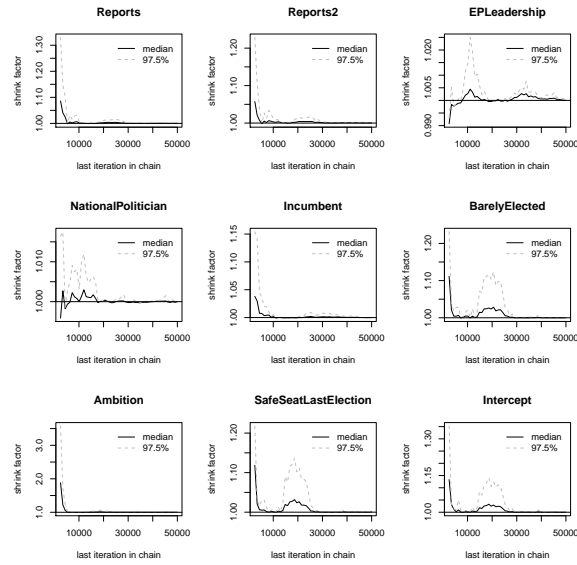 Reports
shrink factor
1.00 1.10 1.20 1.30
median
97.5%
10000 30000 50000
last iteration in chain
Reports2
shrink factor
1.00 1.10 1.20
median
97.5%
10000 30000 50000
last iteration in chain
EPLeadership
shrink factor
0.990 1.005 1.020
median
97.5%
10000 30000 50000
last iteration in chain
NationalPolitician
shrink factor
1.000 1.010
median
97.5%
10000 30000 50000
last iteration in chain
Incumbent
shrink factor
1.00 1.05 1.10 1.15
median
97.5%
10000 30000 50000
last iteration in chain
BarelyElected
shrink factor
1.00 1.10 1.20
median
97.5%
10000 30000 50000
last iteration in chain
Ambition
shrink factor
1.0 2.0 3.0
median
97.5%
10000 30000 50000
last iteration in chain
SafeSeatLastElection
shrink factor
1.00 1.10 1.20
median
97.5%
10000 30000 50000
last iteration in chain
Intercept
shrink factor
1.00 1.15 1.30
median
97.5%
10000 30000 50000
last iteration in chain